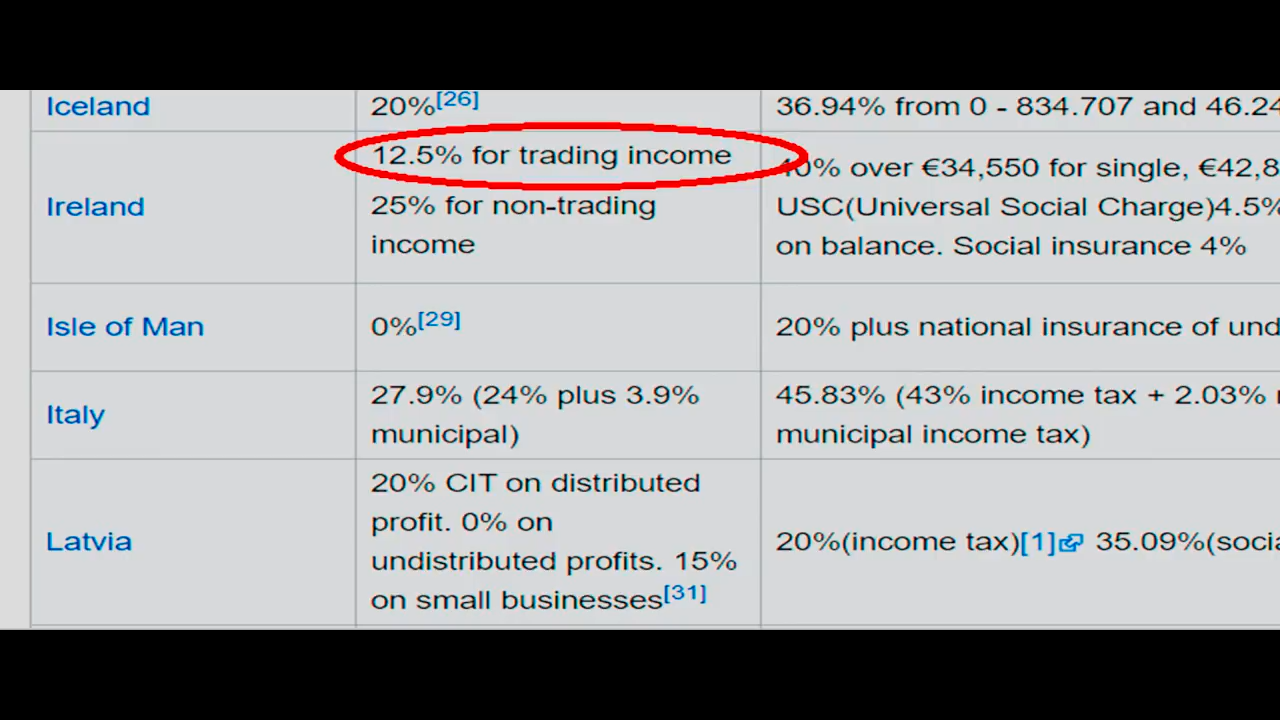 Iceland
20%[26]
36.94% from 0 - 834.707 and 46.24
Ireland
12.5% for trading income
25% for non-trading
income
40% over €34,550 for single, €42,8
USC(Universal Social Charge)4.5%
on balance. Social insurance 4%
Isle of Man
0%[29]
20% plus national insurance of und
Italy
27.9% (24% plus 3.9%
municipal)
45.83% (43% income tax + 2.03%
municipal income tax)
Latvia
20% CIT on distributed
profit. 0% on
undistributed profits. 15%
on small businesses[31]
20%(income tax)[1] 35.09%(socia